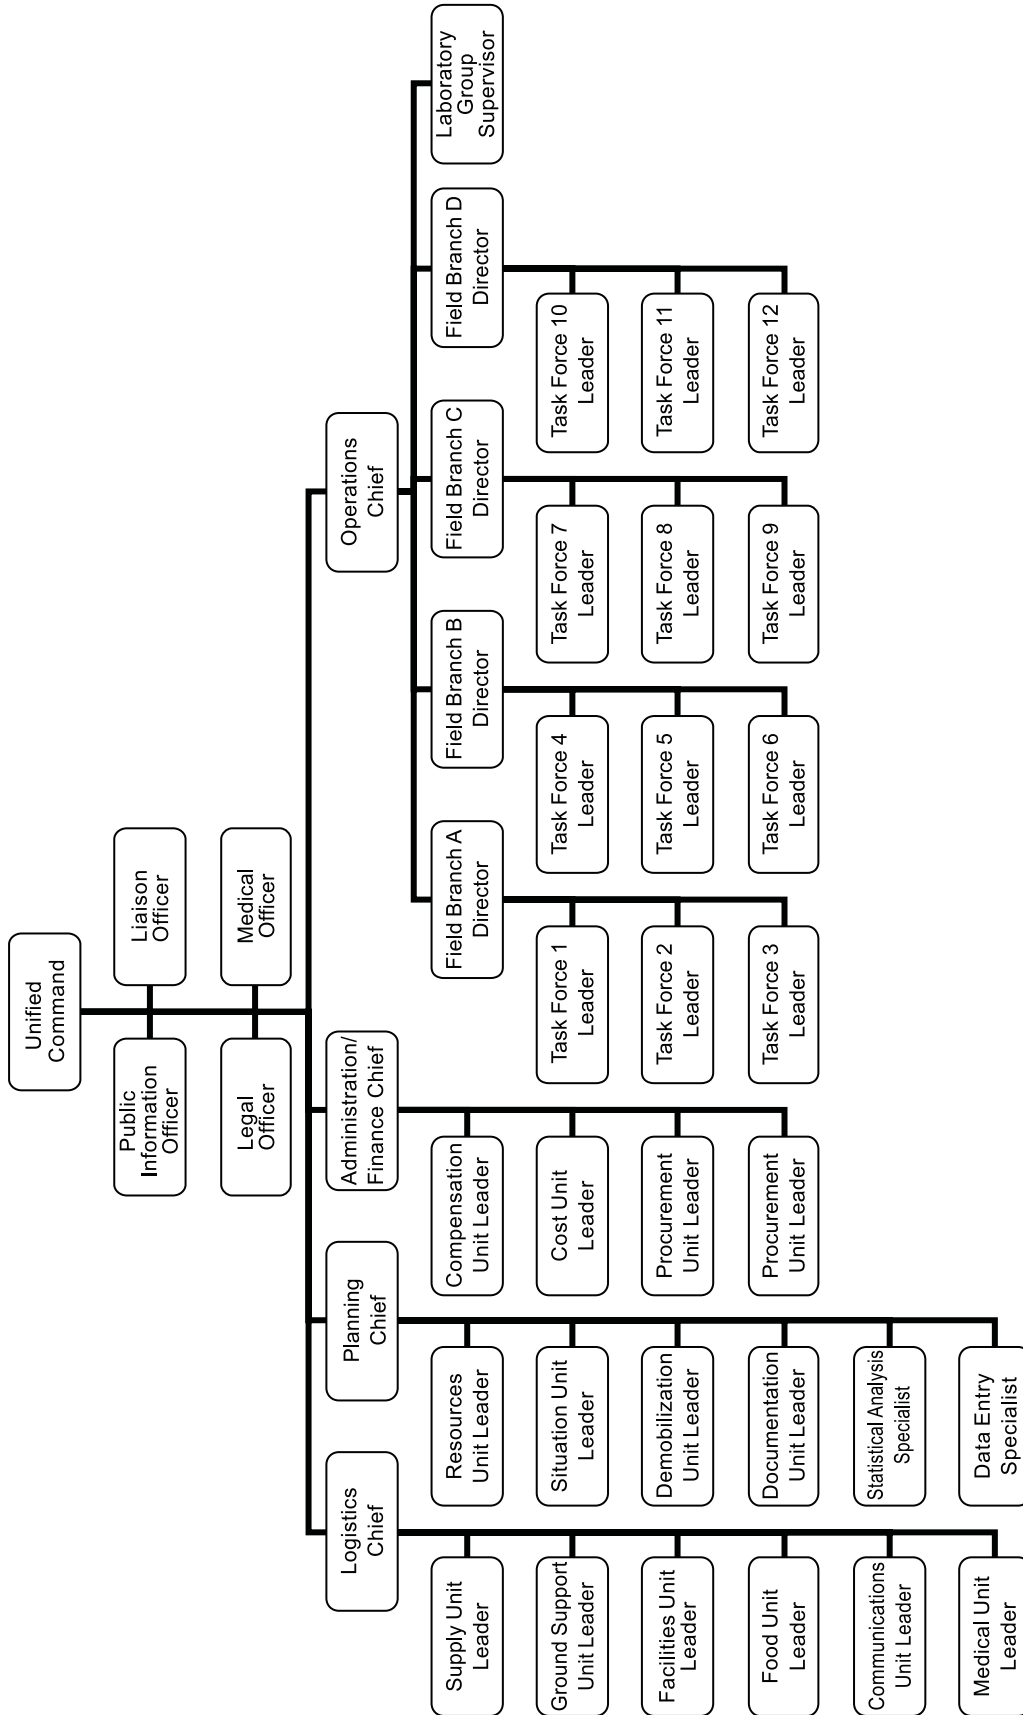 Unified
Command
Public
Information
Officer
Liaison
Officer
Legal
Officer
Medical
Officer
Logistics
Chief
Planning
Chief
Administration/
Finance Chief
Operations
Chief
Supply Unit
Leader
Ground Support
Unit Leader
Facilities Unit
Leader
Food Unit
Leader
Communications
Unit Leader
Medical Unit
Leader
Resources
Unit Leader
Situation Unit
Leader
Demobilization
Unit Leader
Documentation
Unit Leader
Statistical Analysis
Specialist
Data Entry
Specialist
Compensation
Unit Leader
Cost Unit
Leader
Procurement
Unit Leader
Procurement
Unit Leader
Field Branch A
Director
Task Force 1
Leader
Task Force 2
Leader
Task Force 3
Leader
Field Branch B
Director
Task Force 4
Leader
Task Force 5
Leader
Task Force 6
Leader
Field Branch C
Director
Task Force 7
Leader
Task Force 8
Leader
Task Force 9
Leader
Field Branch D
Director
Task Force 10
Leader
Task Force 11
Leader
Task Force 12
Leader
Laboratory
Group
Supervisor